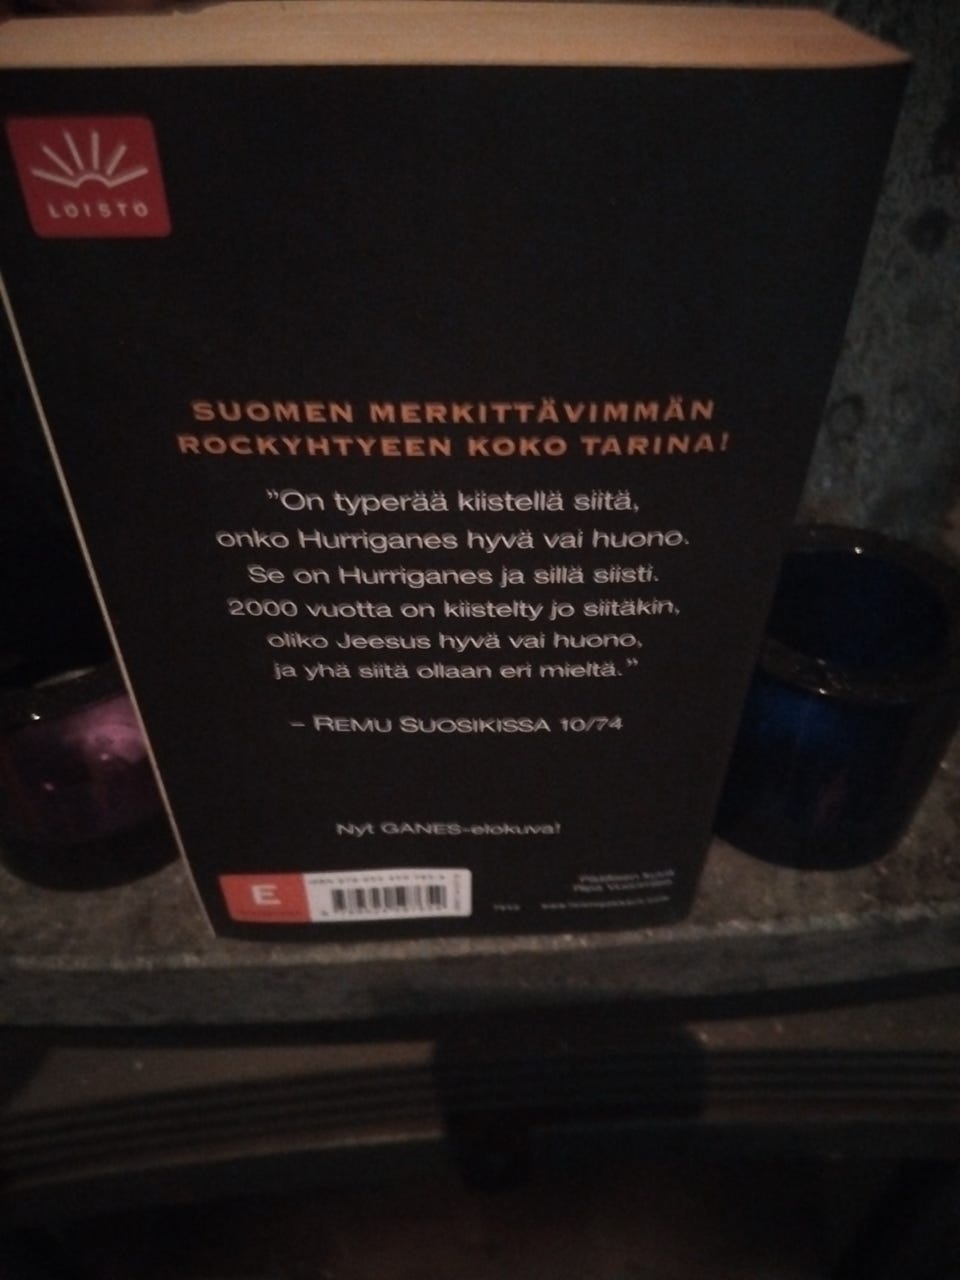 LOISTO
SUOMEN MERKITTÄVIMMÄN
ROCKYHTYEEN KOKO TARINA!
”On typerää kiistellä siitä,
onko Hurriganes hyvä vai huono.
Se on Hurriganes ja sillä siisti.
2000 vuotta on kiistelty jo siitäkin,
oliko Jeesus hyvä vai huono,
ja yhä siitä ollaan eri mieltä.”
– REMU SUOSIKISSA 10/74
Nyt GANES-elokuva!
E
ISBN